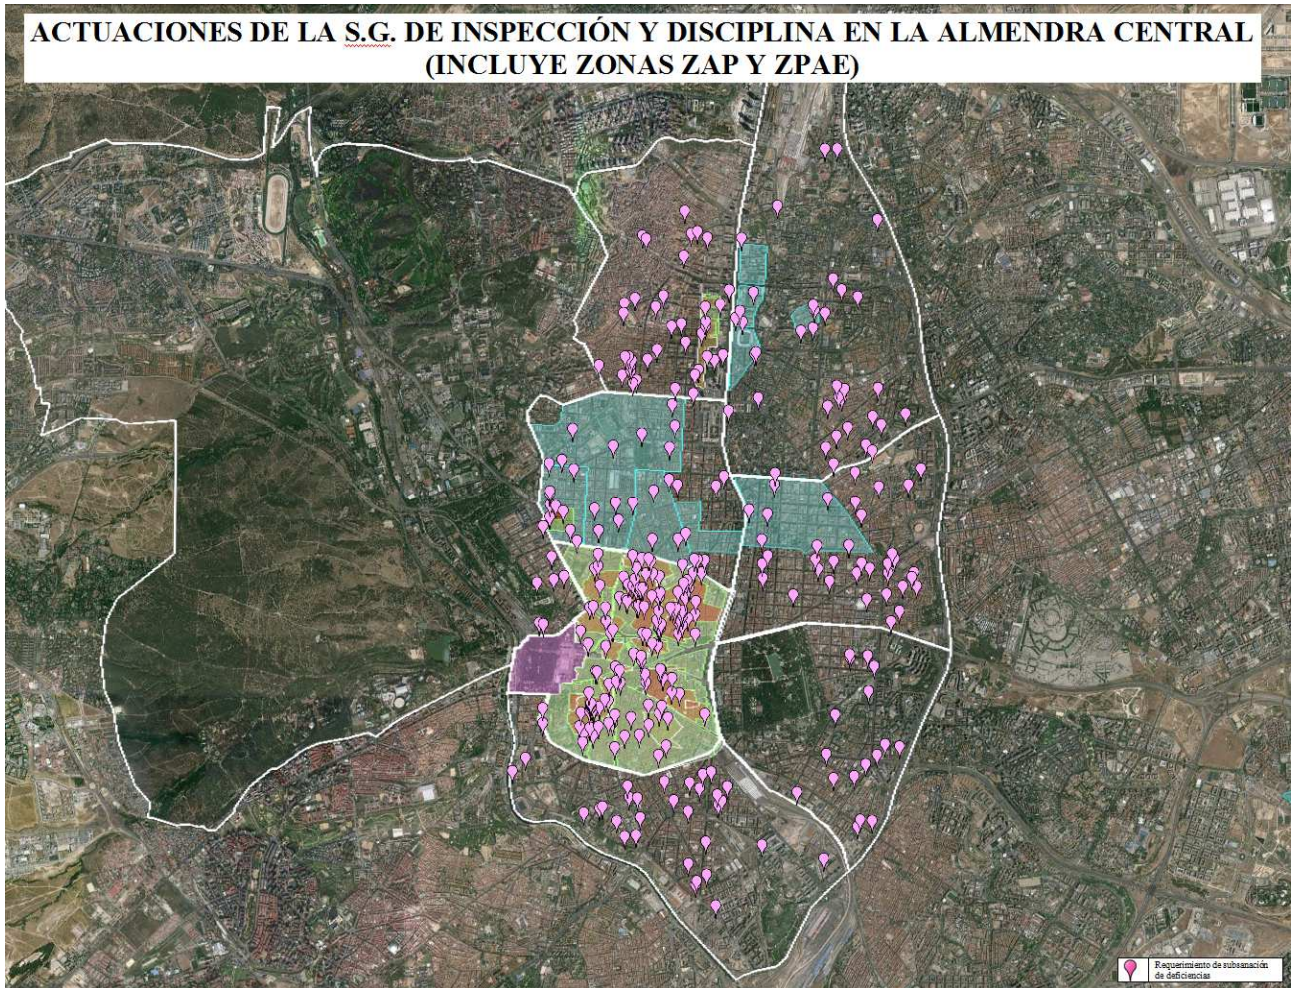 ACTUACIONES DE LA S.G. DE INSPECCIÓN Y DISCIPLINA EN LA ALMENDRA CENTRAL
(INCLUYE ZONAS ZAP Y ZPAE)
Requerimiento de subsanación
de deficiencias